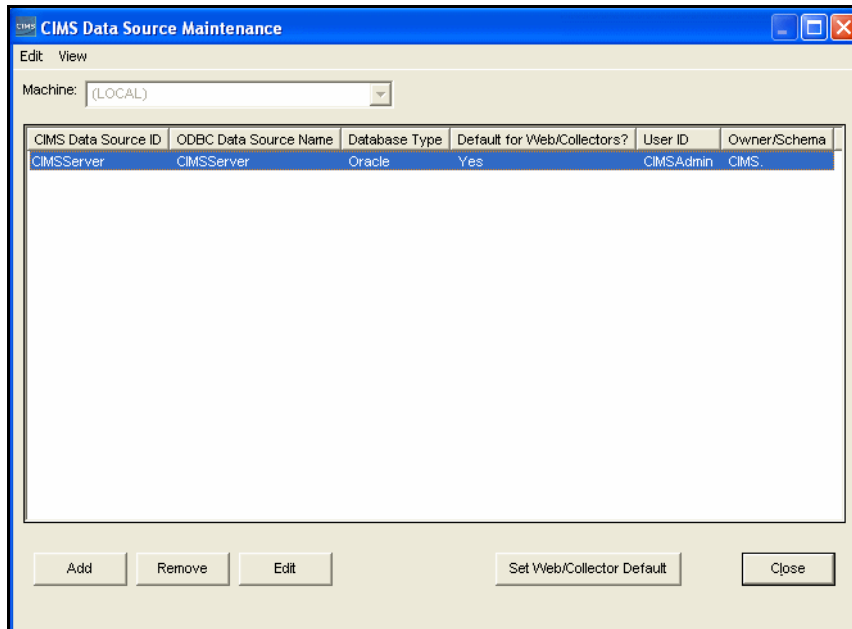 CIMS CIMS Data Source Maintenance
Edit View
Machine: (LOCAL)
CIMS Data Source ID ODBC Data Source Name Database Type Default for Web/Collectors? User ID Owner/Schema
CIMSServer CIMSServer Oracle Yes CIMSAdmin CIMS.
Add Remove Edit Set Web/Collector Default Close